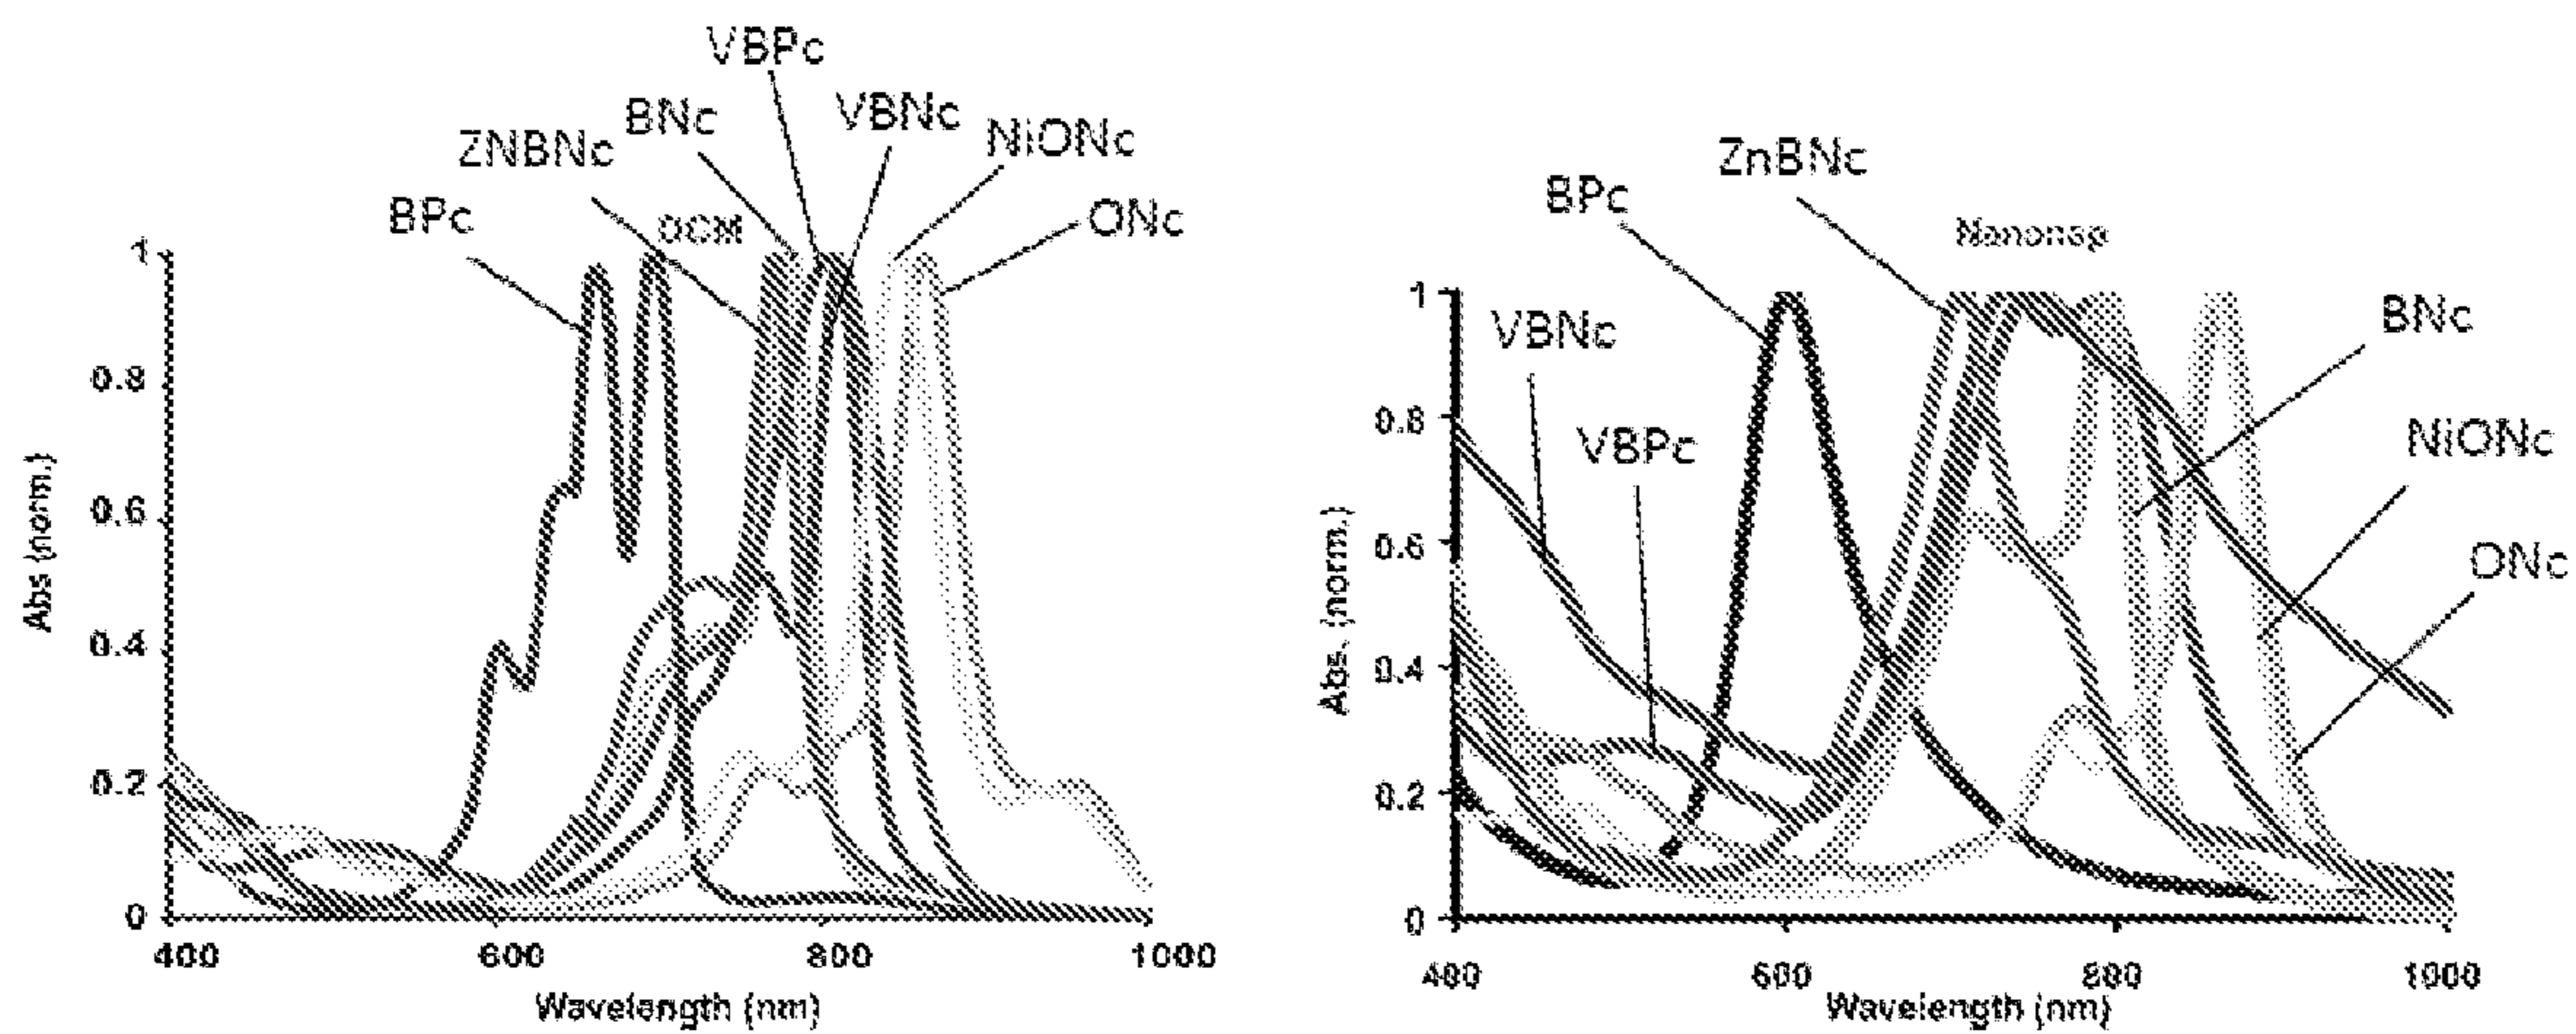 VBPc
BNc
VBNc
ZNBNc
NiONc
BPc
DCM
ONc
1
0.8
0.6
0.4
0.2
0
Abs (norm.)
400 600 800 1000
Wavelength (nm)
ZnBNc
BPc
Nanonap
VBNc
BNc
VBPc
NiONc
ONc
1
0.8
0.6
0.4
0.2
0
Abs. (norm.)
400 600 800 1000
Wavelength (nm)